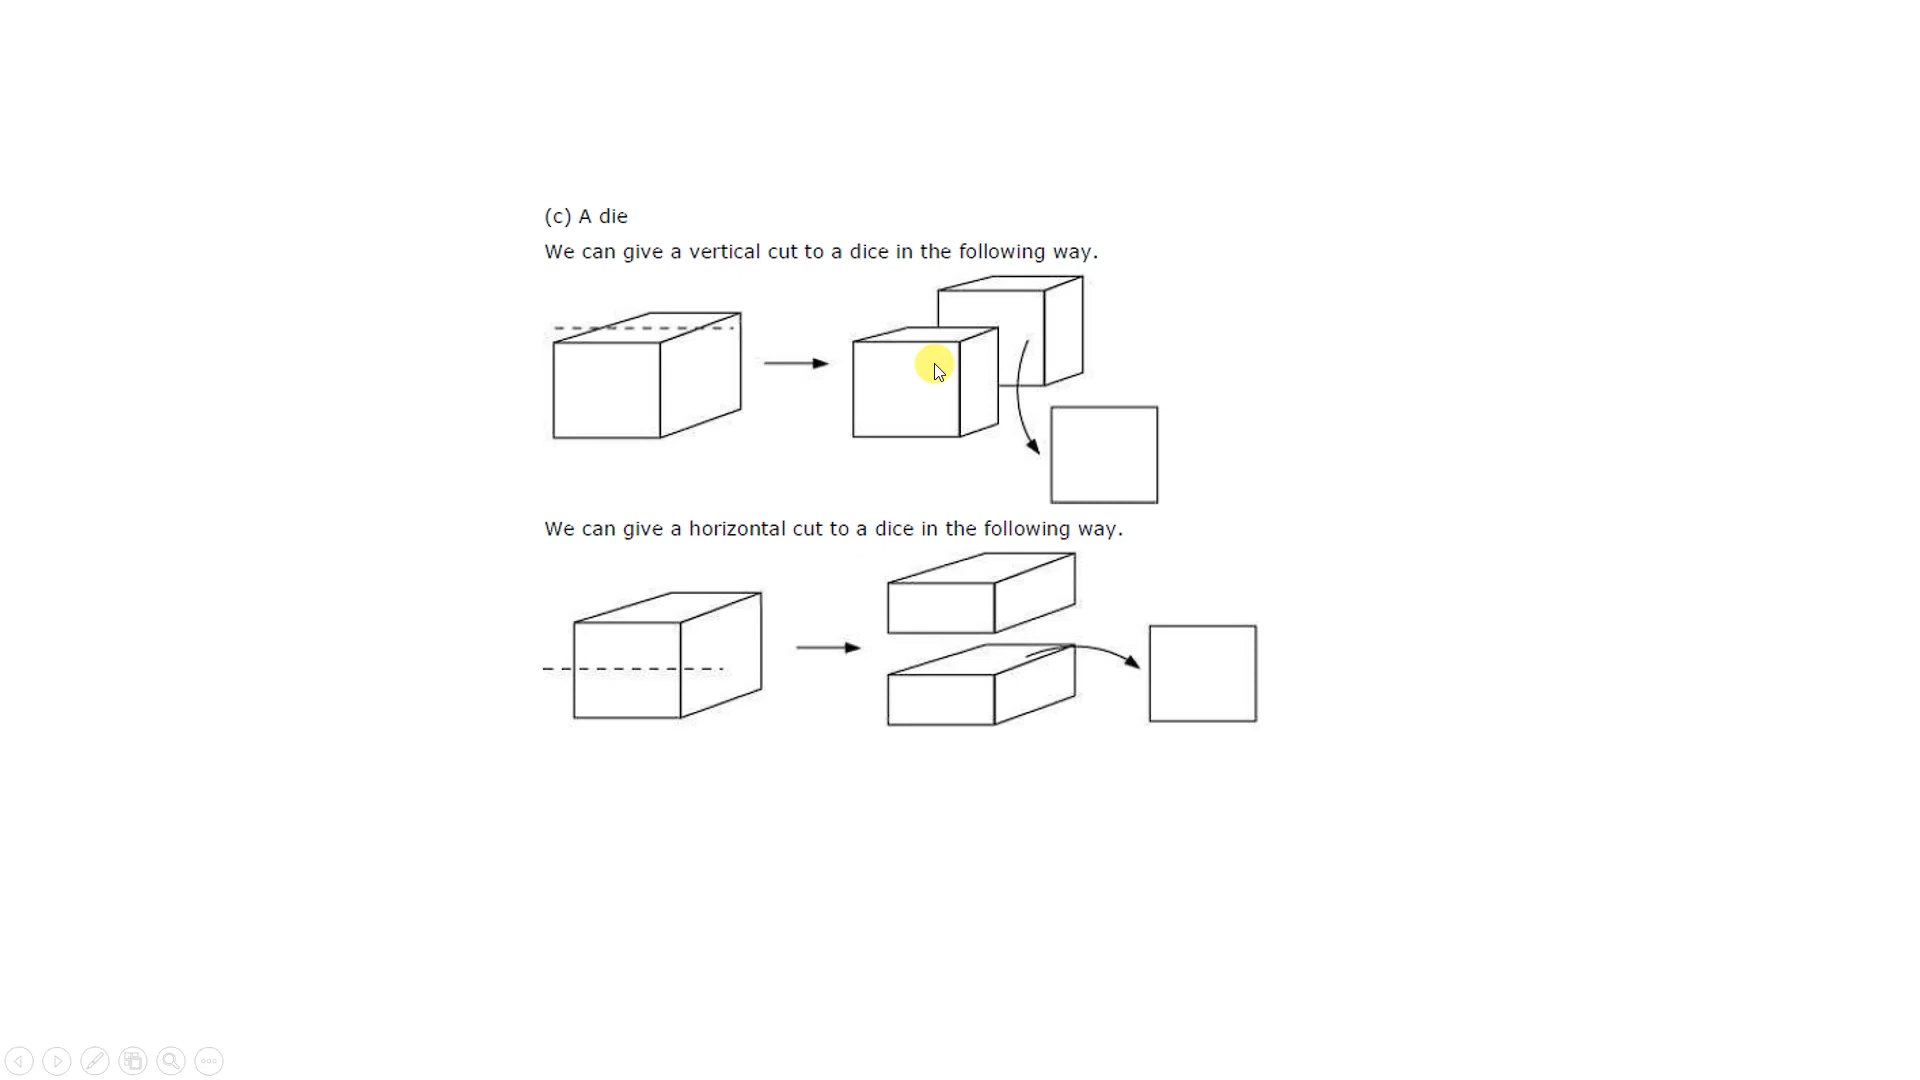 (c) A die
We can give a vertical cut to a dice in the following way.
We can give a horizontal cut to a dice in the following way.